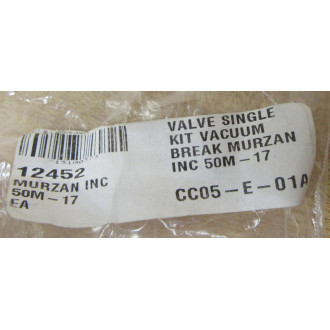 12452
MURZAN INC
50M-17
EA
VALVE SINGLE
KIT VACUUM
BREAK MURZAN
INC 50M-17
CC05-E-01A